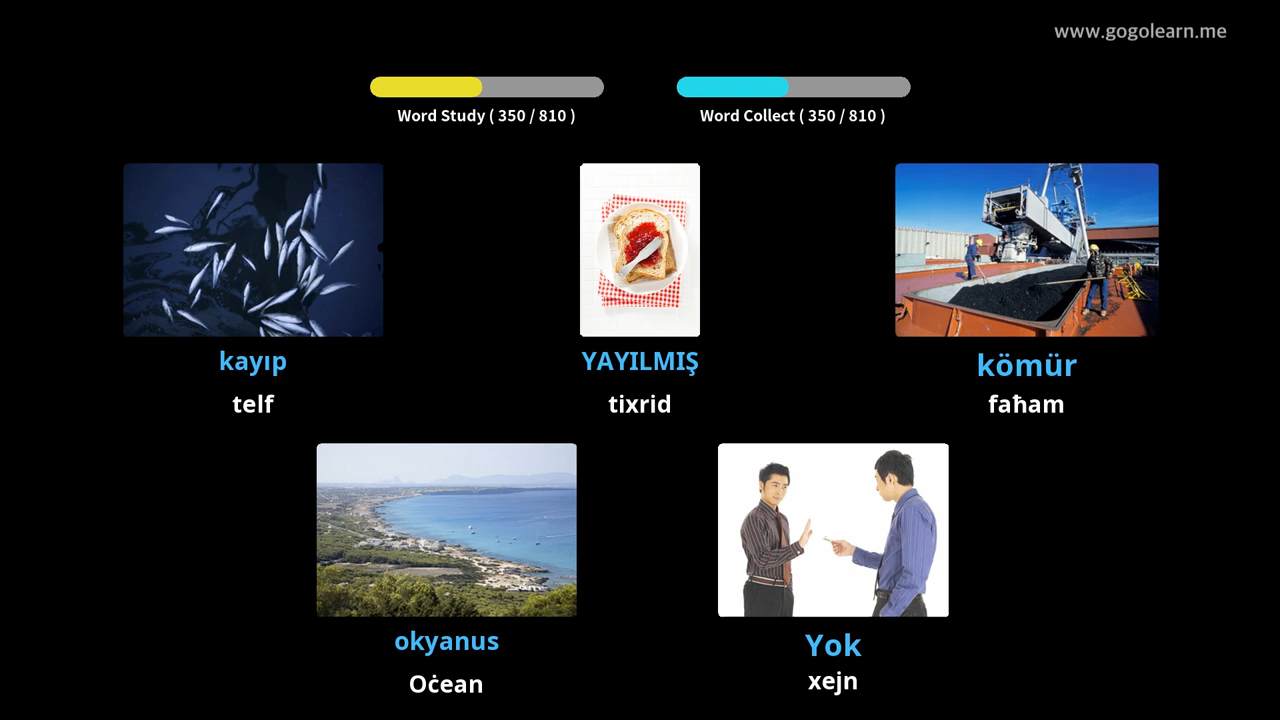 www.gogolearn.me
Word Study ( 350 / 810 )
Word Collect ( 350 / 810 )
kayıp
telf
YAYILMIŞ
tixrid
kömür
faħam
okyanus
Oċean
Yok
xejn